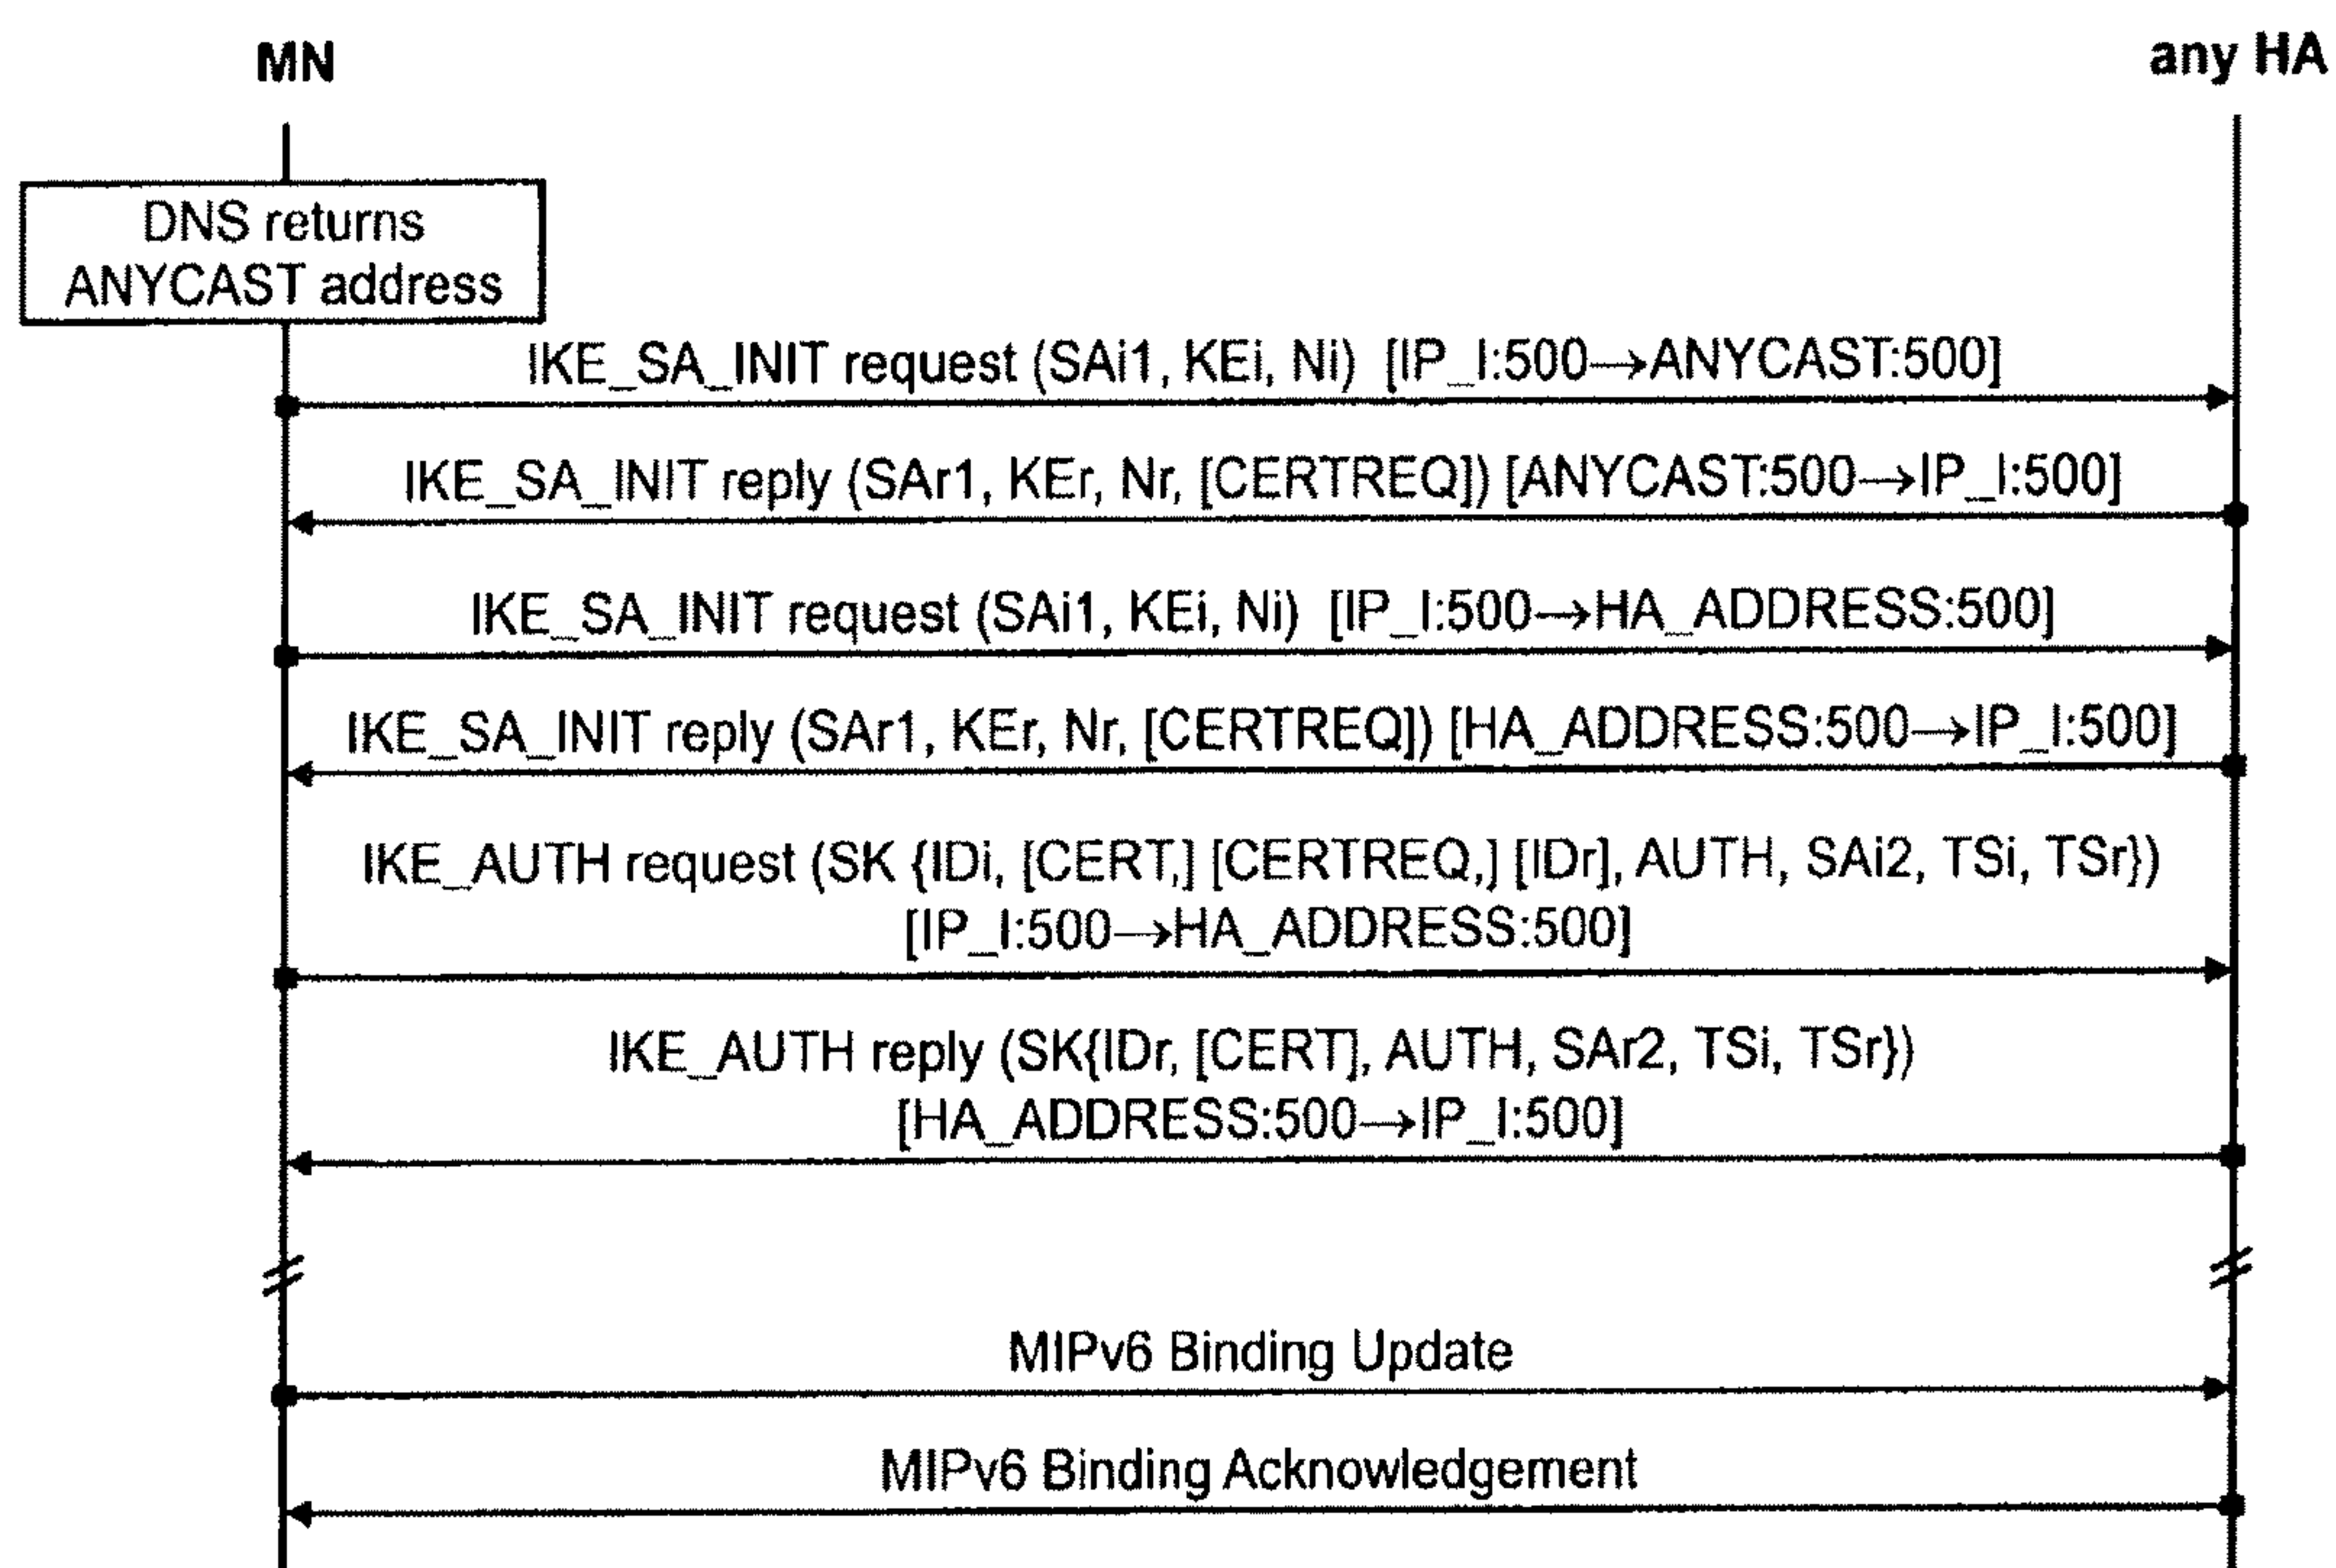 MN
any HA
DNS returns
ANYCAST address
IKE_SA_INIT request (SAi1, KEi, Ni) [IP_I:500→ANYCAST:500]
IKE_SA_INIT reply (SAr1, KEr, Nr, [CERTREQ]) [ANYCAST:500→IP_I:500]
IKE_SA_INIT request (SAi1, KEi, Ni) [IP_I:500→HA_ADDRESS:500]
IKE_SA_INIT reply (SAr1, KEr, Nr, [CERTREQ]) [HA_ADDRESS:500→IP_I:500]
IKE_AUTH request (SK {IDi, [CERT,] [CERTREQ,] [IDr], AUTH, SAi2, TSi, TSr})
[IP_I:500→HA_ADDRESS:500]
IKE_AUTH reply (SK{IDr, [CERT], AUTH, SAr2, TSi, TSr})
[HA_ADDRESS:500→IP_I:500]
MIPv6 Binding Update
MIPv6 Binding Acknowledgement